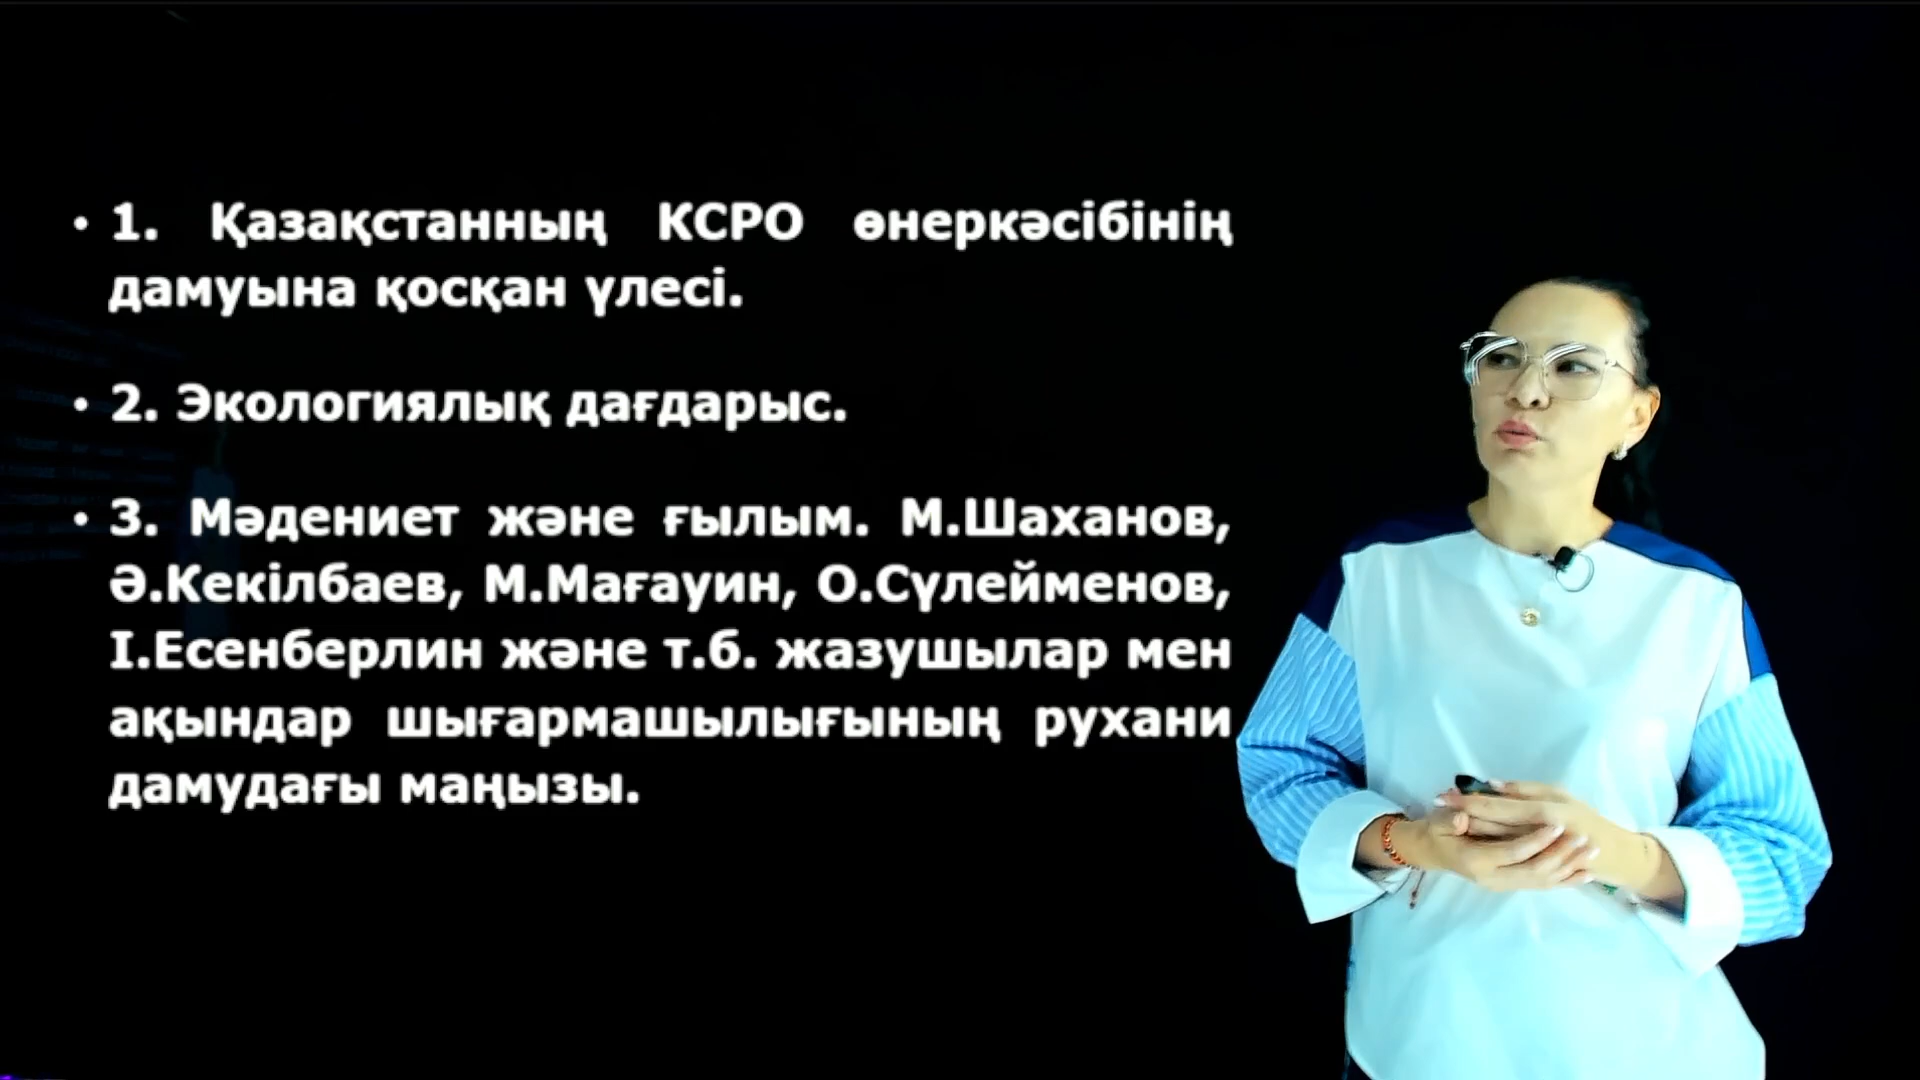 • 1. Қазақстанның КСРО өнеркәсібінің
дамуына қосқан үлесі.
• 2. Экологиялық дағдарыс.
• 3. Мәдениет және ғылым. М.Шаханов,
Ә.Кекілбаев, М.Мағауин, О.Сүлейменов,
І.Есенберлин және т.б. жазушылар мен
ақындар шығармашылығының рухани
дамудағы маңызы.